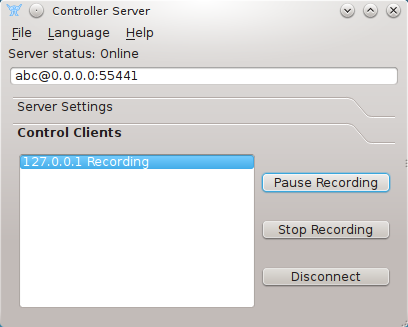 Controller Server
File Language Help
Server status: Online
abc@0.0.0.0:55441
Server Settings
Control Clients
127.0.0.1 Recording
Pause Recording
Stop Recording
Disconnect